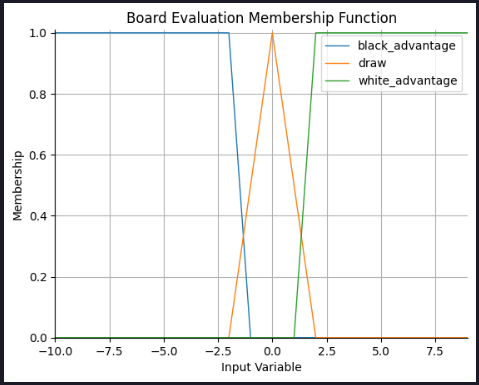 Board Evaluation Membership Function
black_advantage
draw
white_advantage
Membership
1.0
0.8
0.6
0.4
0.2
0.0
−10.0 −7.5 −5.0 −2.5 0.0 2.5 5.0 7.5
Input Variable